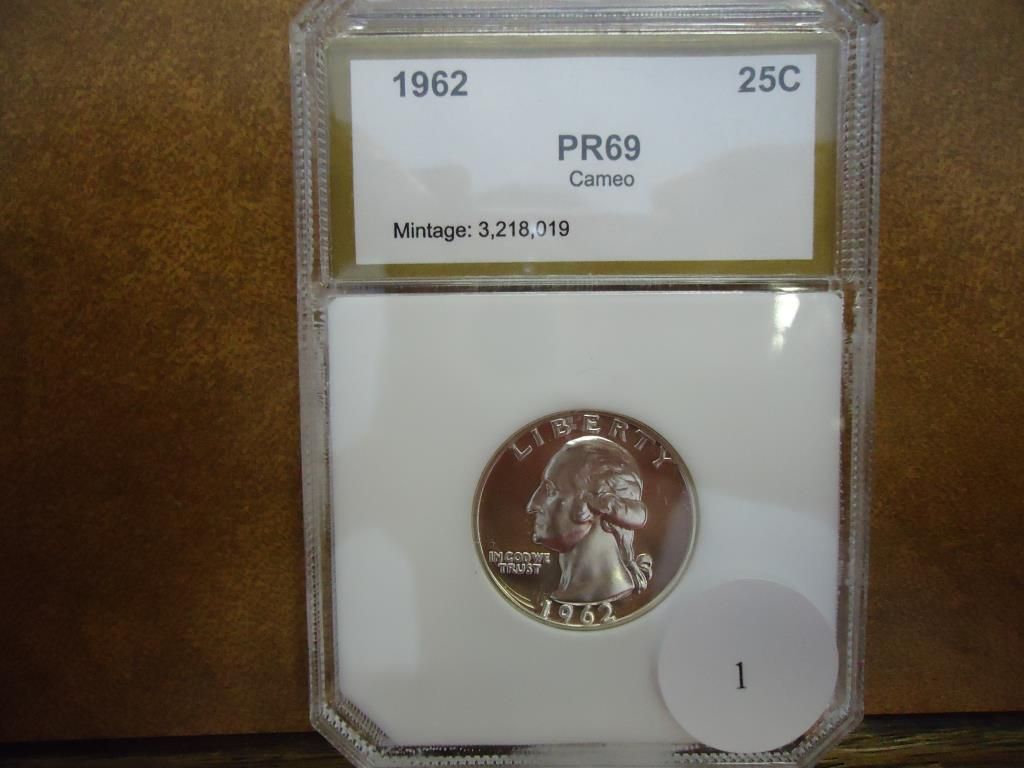 1962 25C
PR69
Cameo
Mintage: 3,218,019
LIBERTY
IN GOD WE
TRUST
1962
1